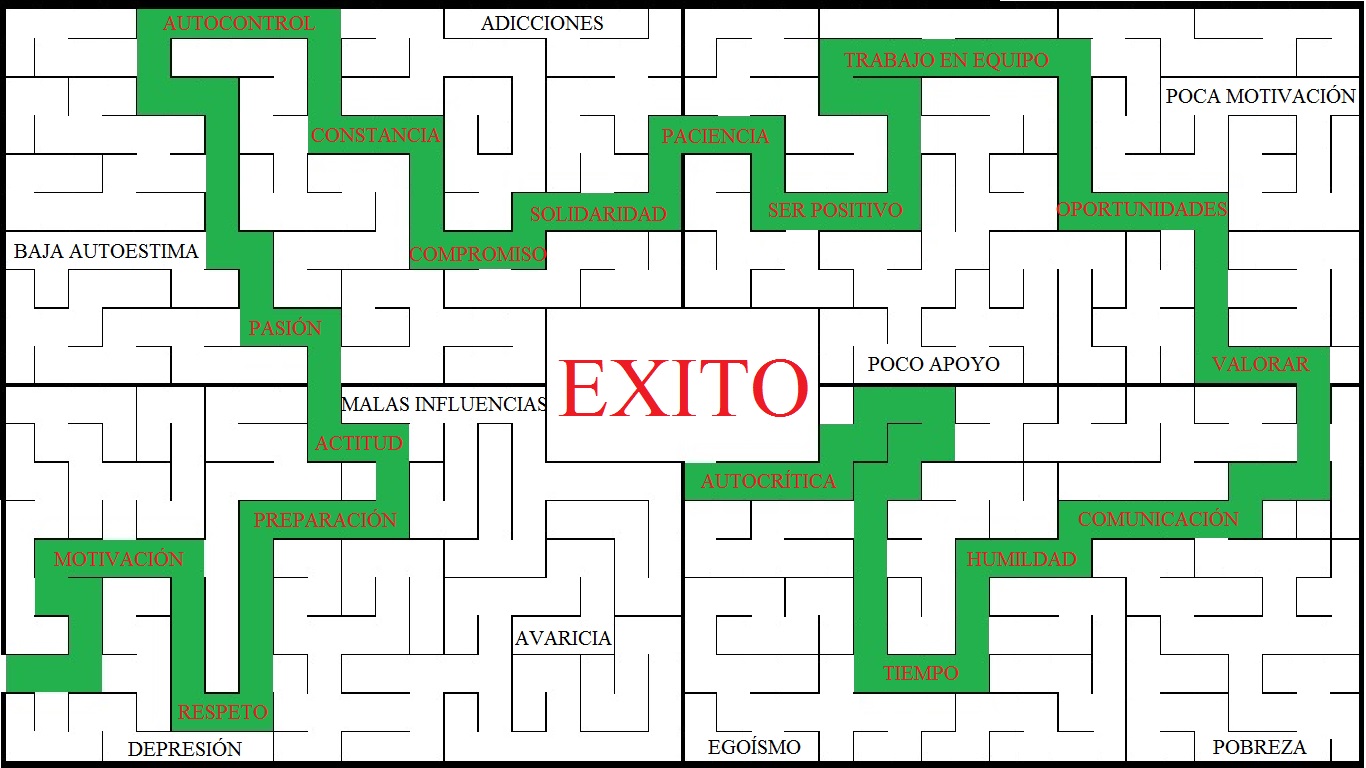 AUTOCONTROL
ADICCIONES
TRABAJO EN EQUIPO
POCA MOTIVACIÓN
CONSTANCIA
PACIENCIA
SOLIDARIDAD
SER POSITIVO
OPORTUNIDADES
BAJA AUTOESTIMA
COMPROMISO
PASIÓN
EXITO
POCO APOYO
VALORAR
MALAS INFLUENCIAS
ACTITUD
AUTOCRÍTICA
PREPARACIÓN
COMUNICACIÓN
MOTIVACIÓN
HUMILDAD
AVARICIA
TIEMPO
RESPETO
DEPRESIÓN
EGOÍSMO
POBREZA